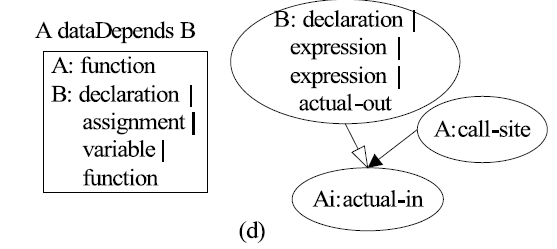 A dataDepends B
A: function
B: declaration |
assignment |
variable |
function
B: declaration |
expression |
expression |
actual-out
A:call-site
Ai:actual-in
(d)